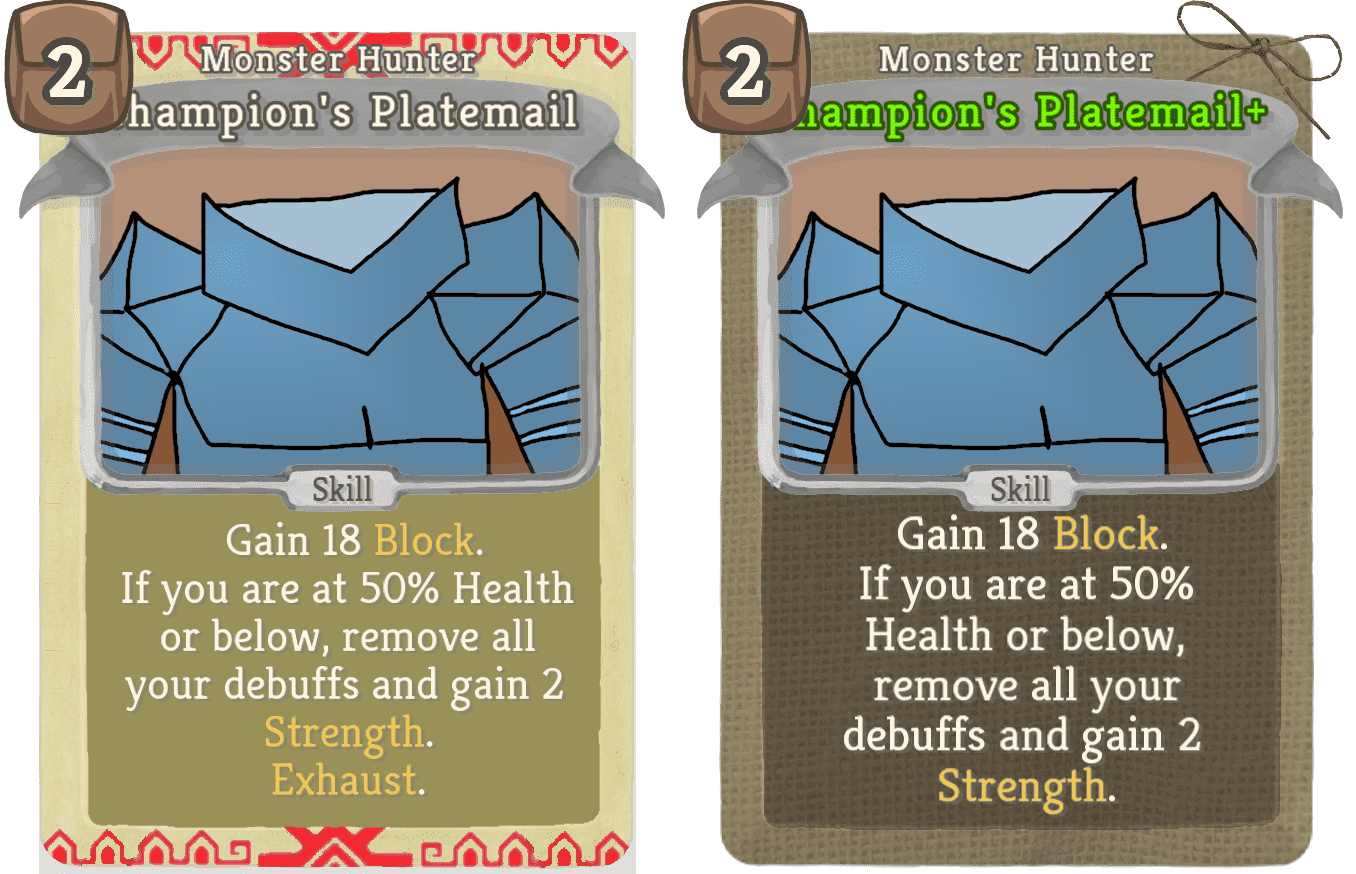 2
Monster Hunter
hampion's Platemail
Skill
Gain 18 Block.
If you are at 50% Health
or below, remove all
your debuffs and gain 2
Strength.
Exhaust.
2
Monster Hunter
hampion's Platemail+
Skill
Gain 18 Block.
If you are at 50%
Health or below,
remove all your
debuffs and gain 2
Strength.